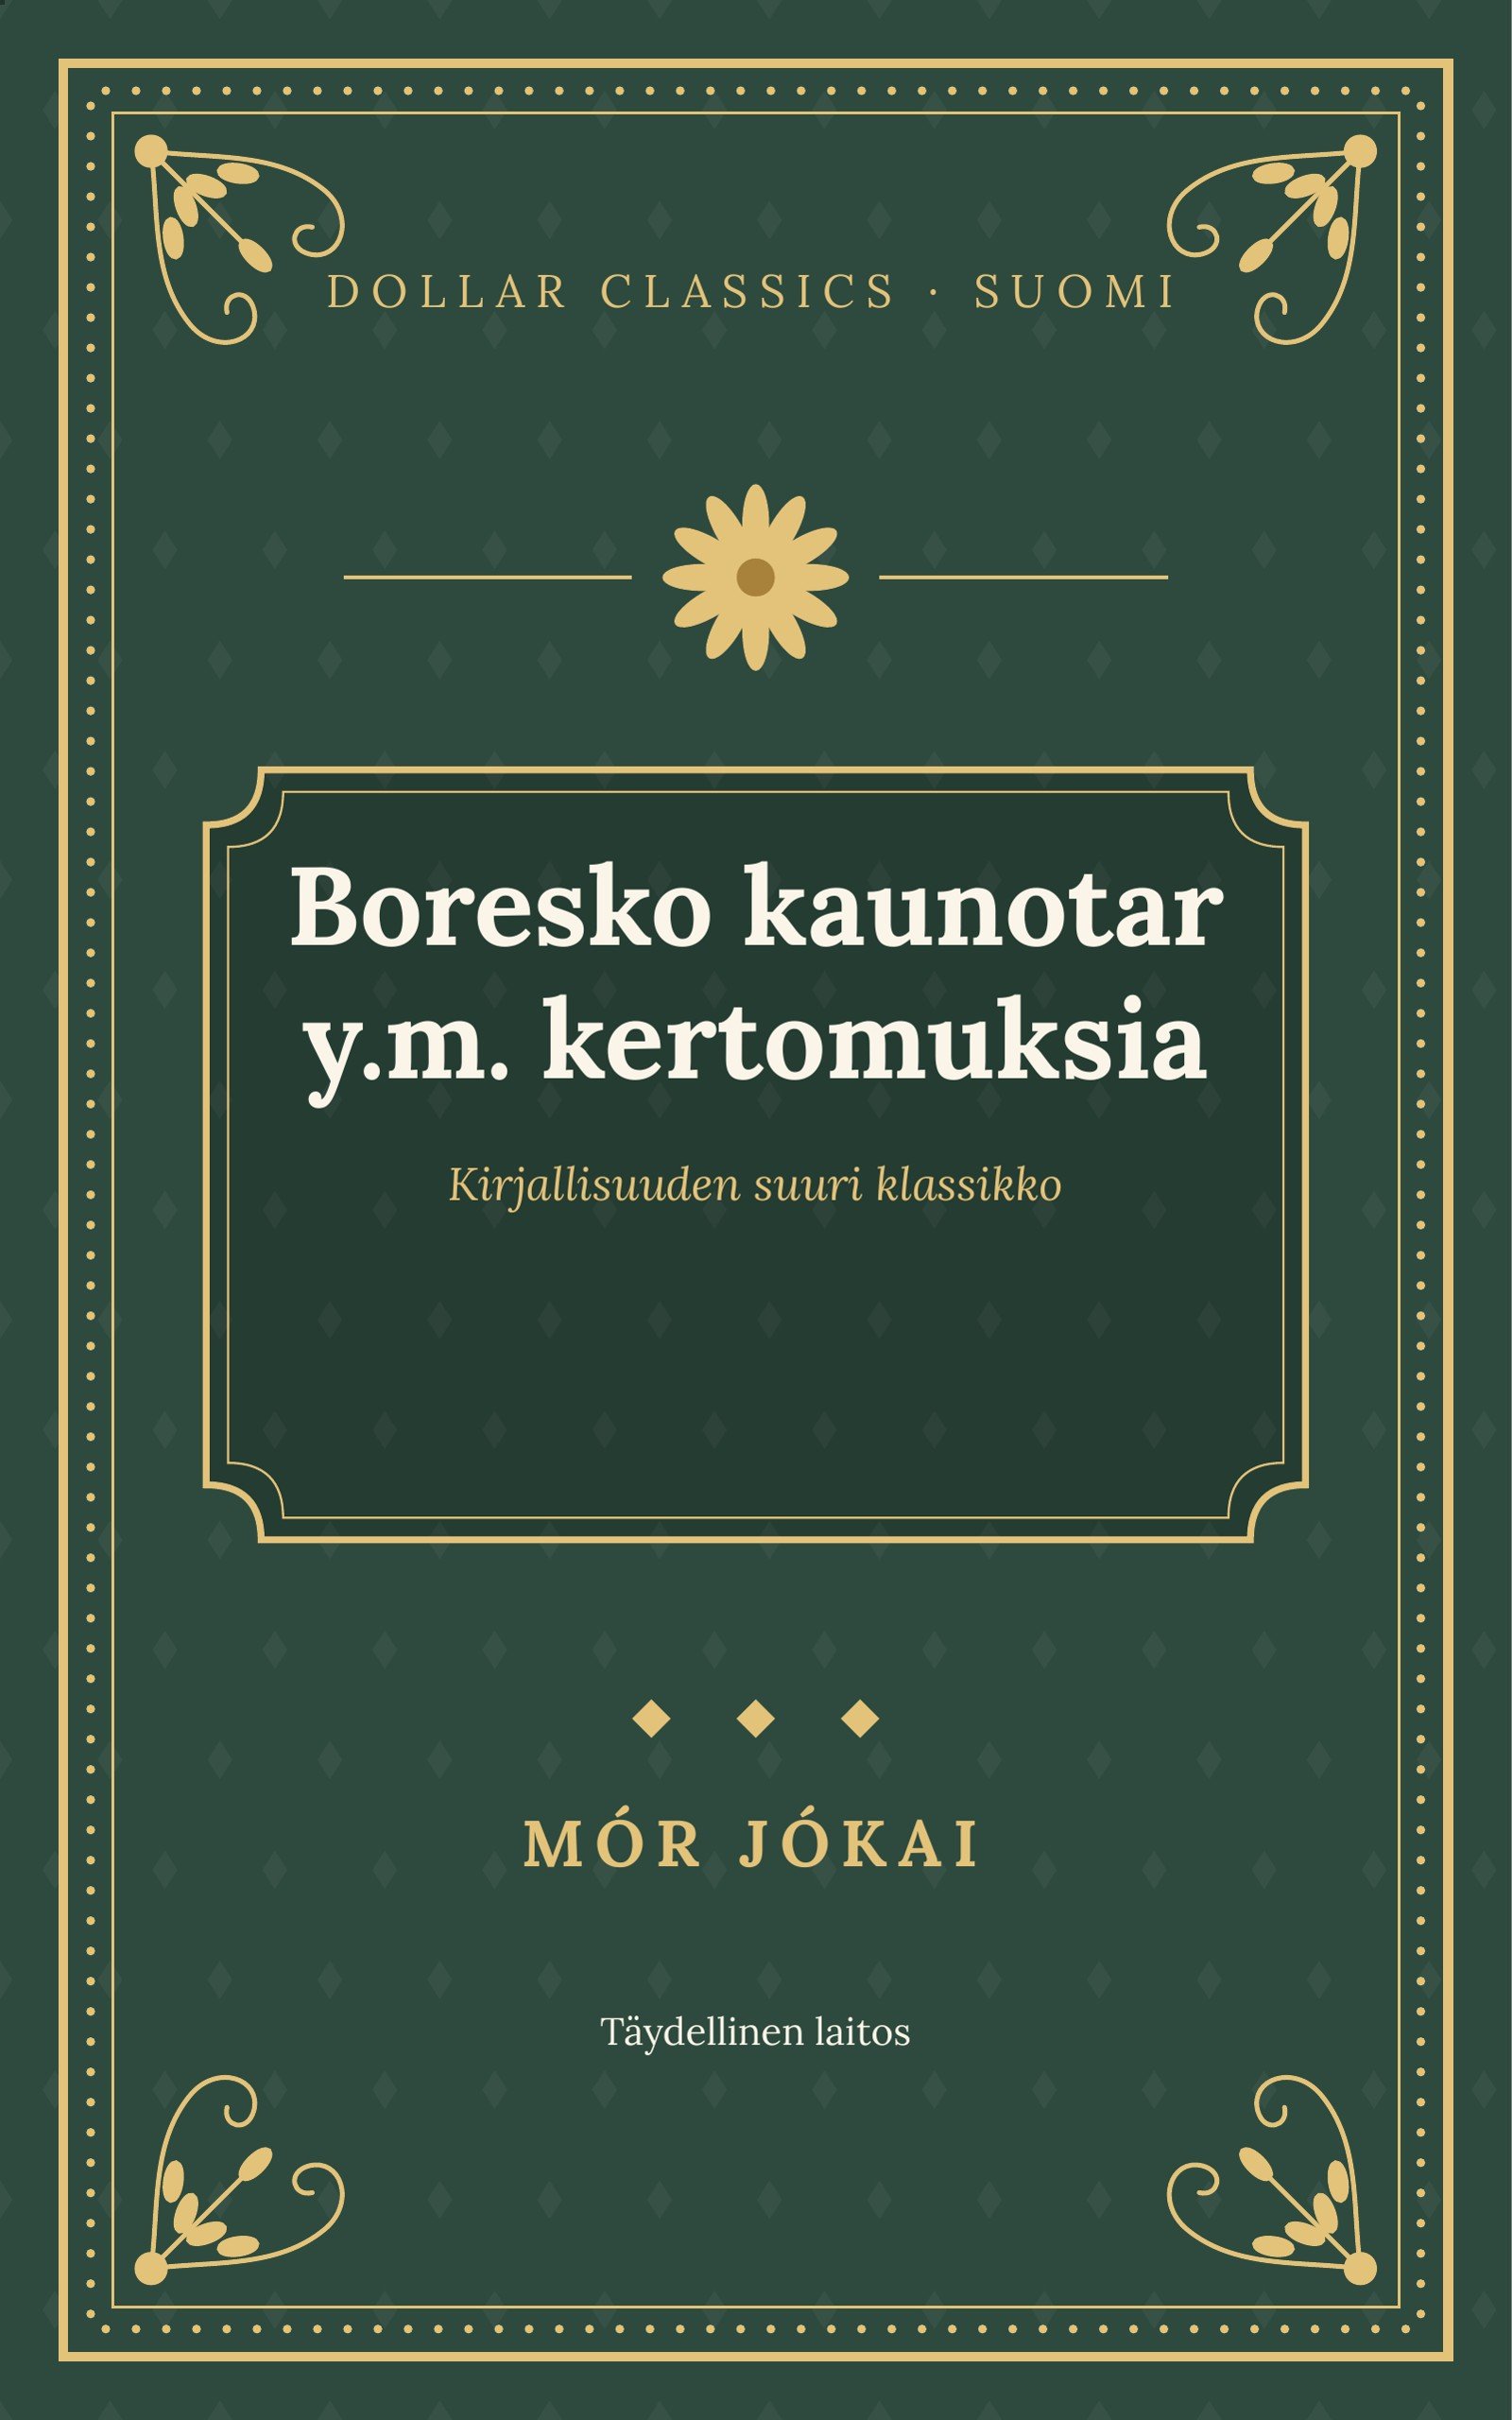 DOLLAR CLASSICS · SUOMI
Boresko kaunotar
y.m. kertomuksia
Kirjallisuuden suuri klassikko
MÓR JÓKAI
Täydellinen laitos